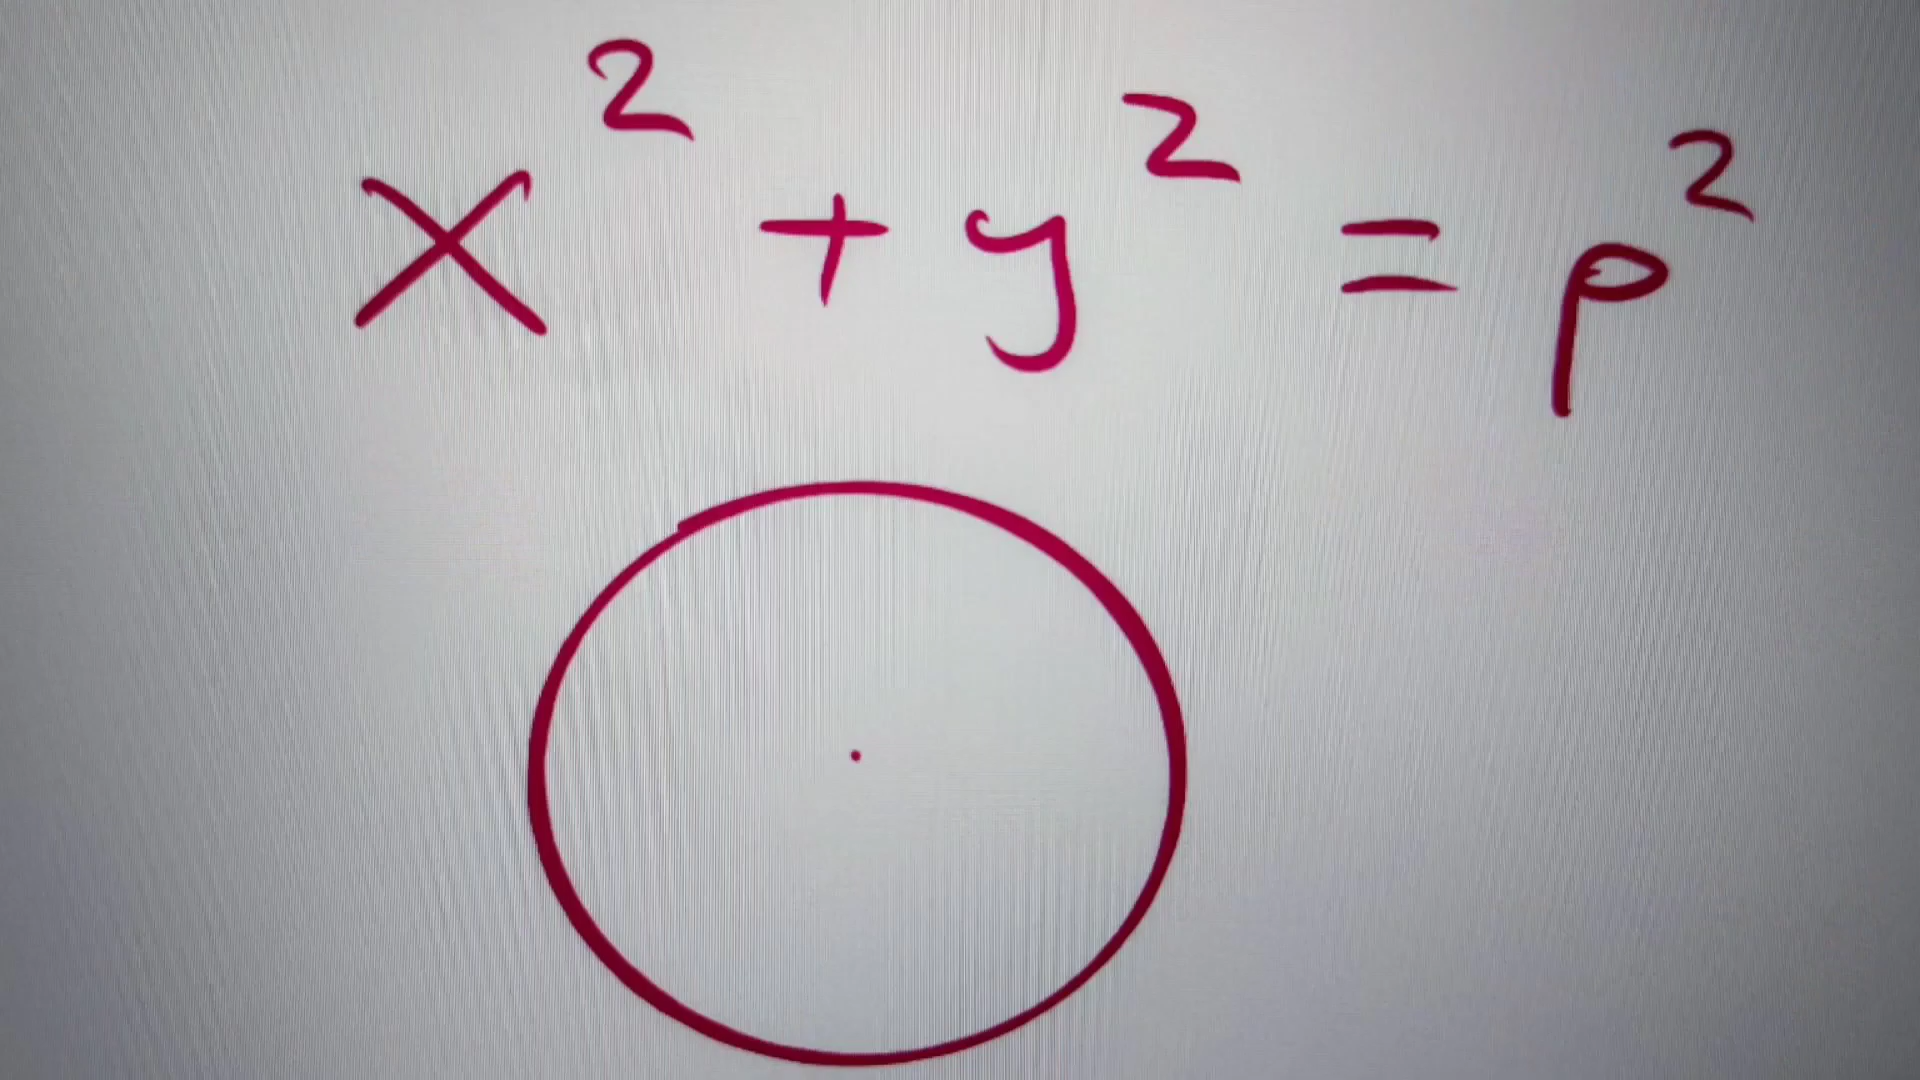 x² + y² = p²